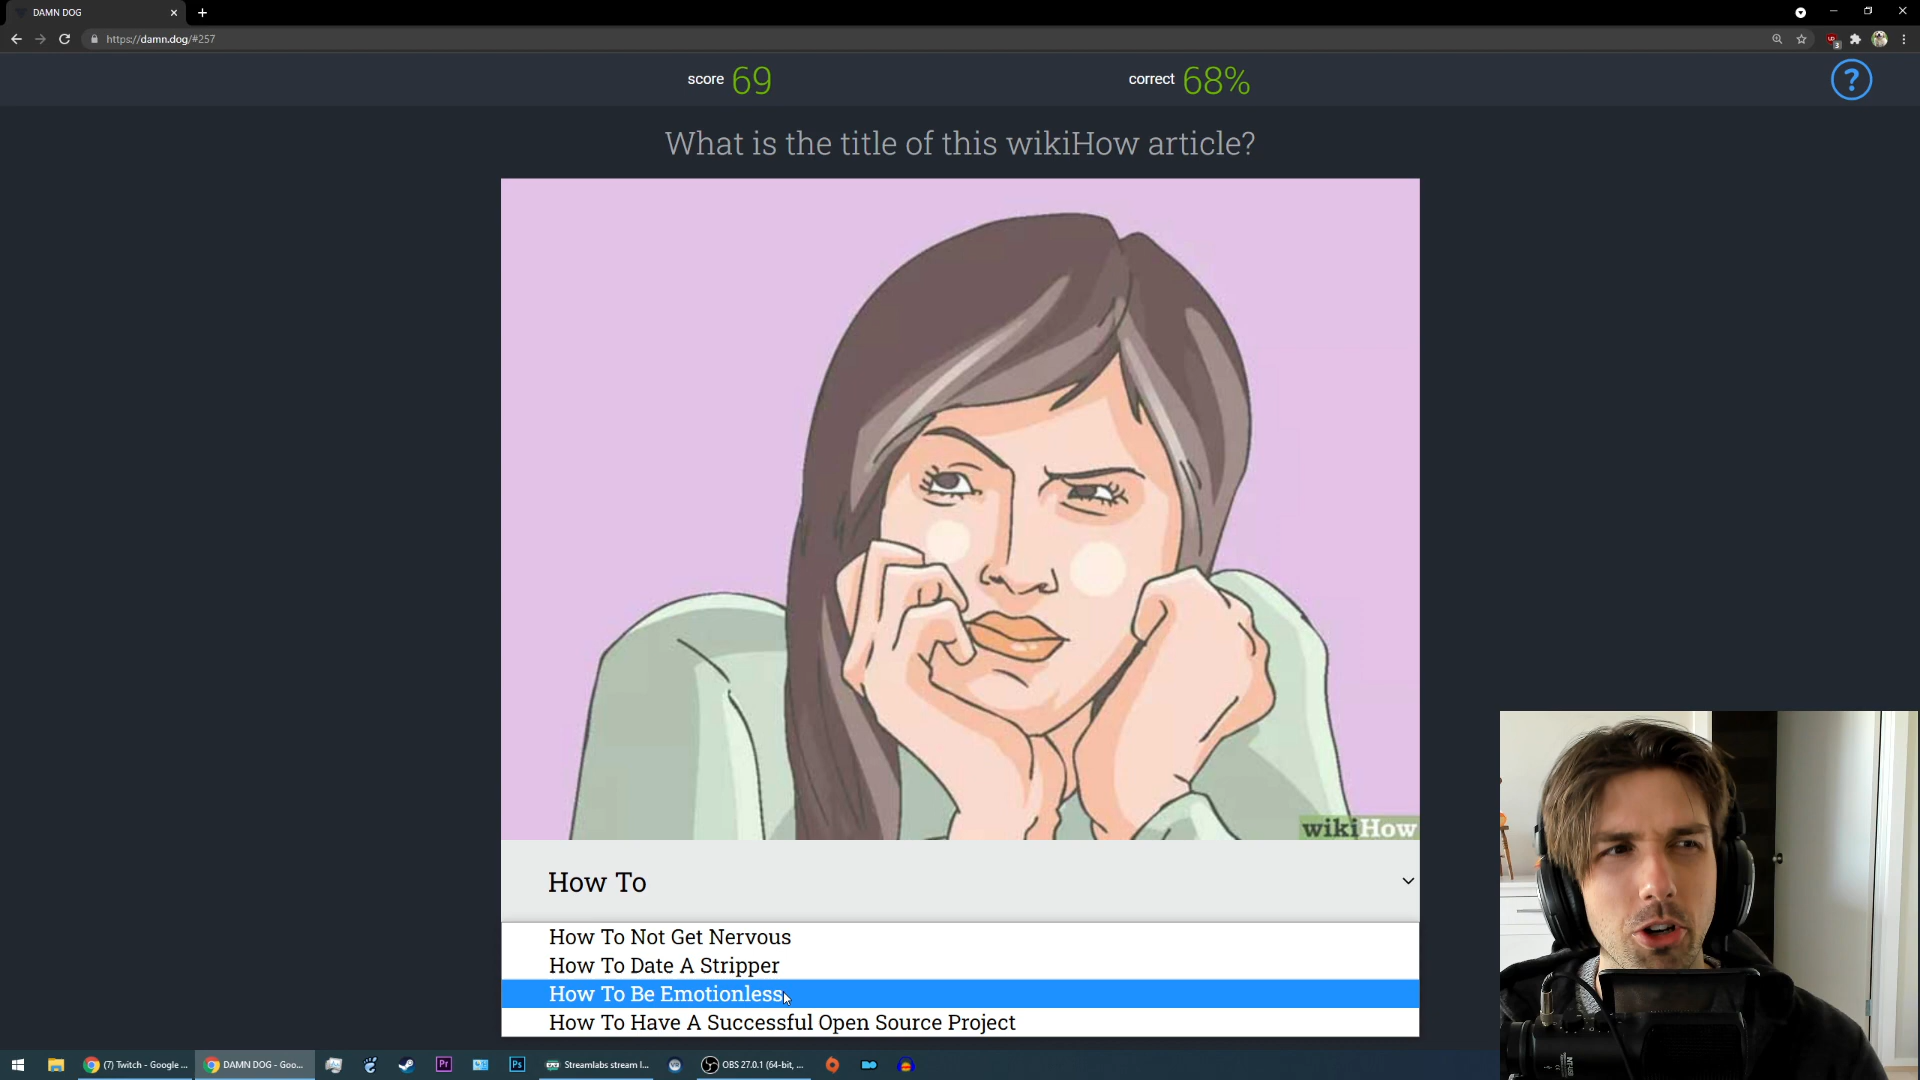 DAMN DOG
https://damn.dog/#257
score 69
correct 68%
?
What is the title of this wikiHow article?
wikiHow
How To
How To Not Get Nervous
How To Date A Stripper
How To Be Emotionless
How To Have A Successful Open Source Project
(7) Twitch - Google ...
DAMN DOG - Goo...
Pr
Ps
Streamlabs stream l...
OBS 27.0.1 (64-bit, ...